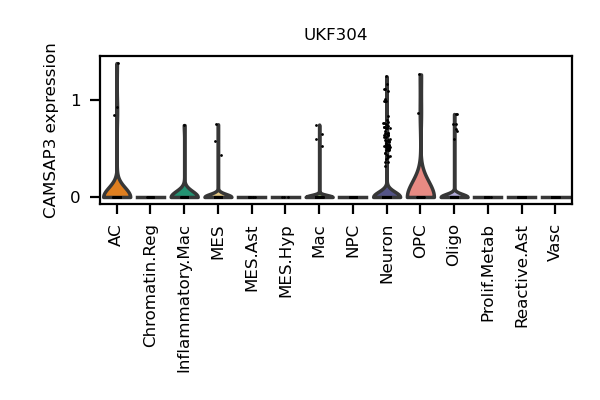 UKF304
CAMSAP3 expression
1
0
AC
Chromatin.Reg
Inflammatory.Mac
MES
MES.Ast
MES.Hyp
Mac
NPC
Neuron
OPC
Oligo
Prolif.Metab
Reactive.Ast
Vasc